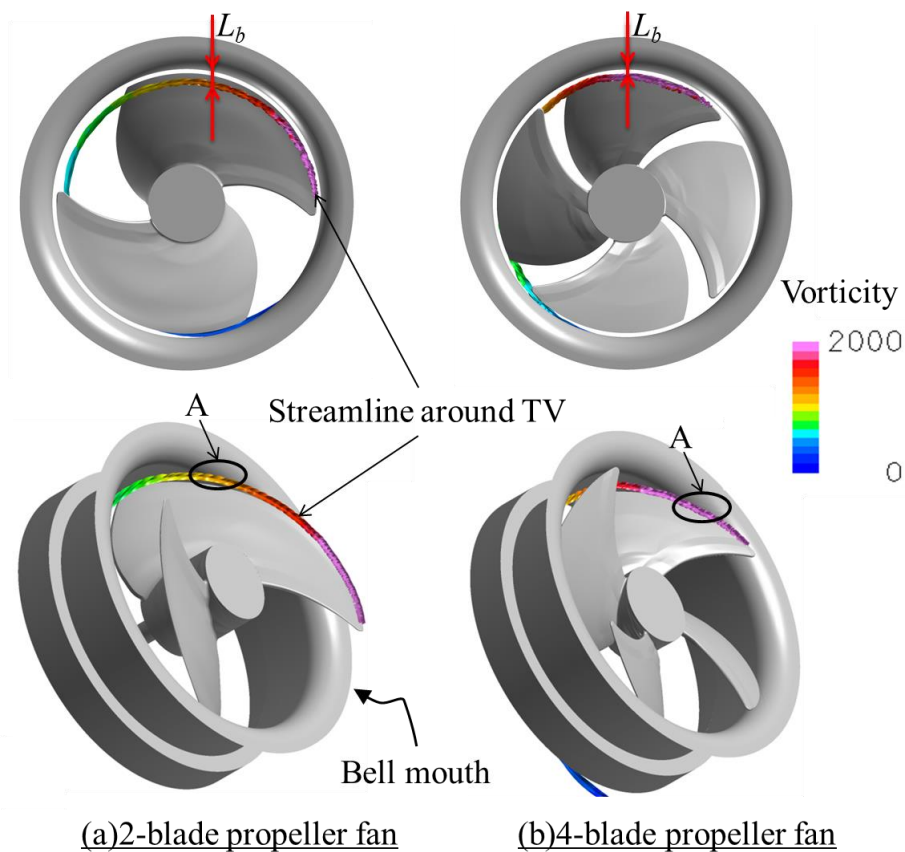 L_b
L_b
Vorticity
2000
0
Streamline around TV
A
A
Bell mouth
(a)2-blade propeller fan
(b)4-blade propeller fan